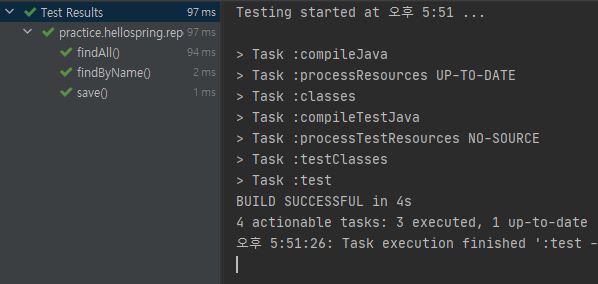 Test Results 97 ms
practice.hellospring.rep 97 ms
findAll() 94 ms
findByName() 2 ms
save() 1 ms
Testing started at 오후 5:51 ...
> Task :compileJava
> Task :processResources UP-TO-DATE
> Task :classes
> Task :compileTestJava
> Task :processTestResources NO-SOURCE
> Task :testClasses
> Task :test
BUILD SUCCESSFUL in 4s
4 actionable tasks: 3 executed, 1 up-to-date
오후 5:51:26: Task execution finished ':test -